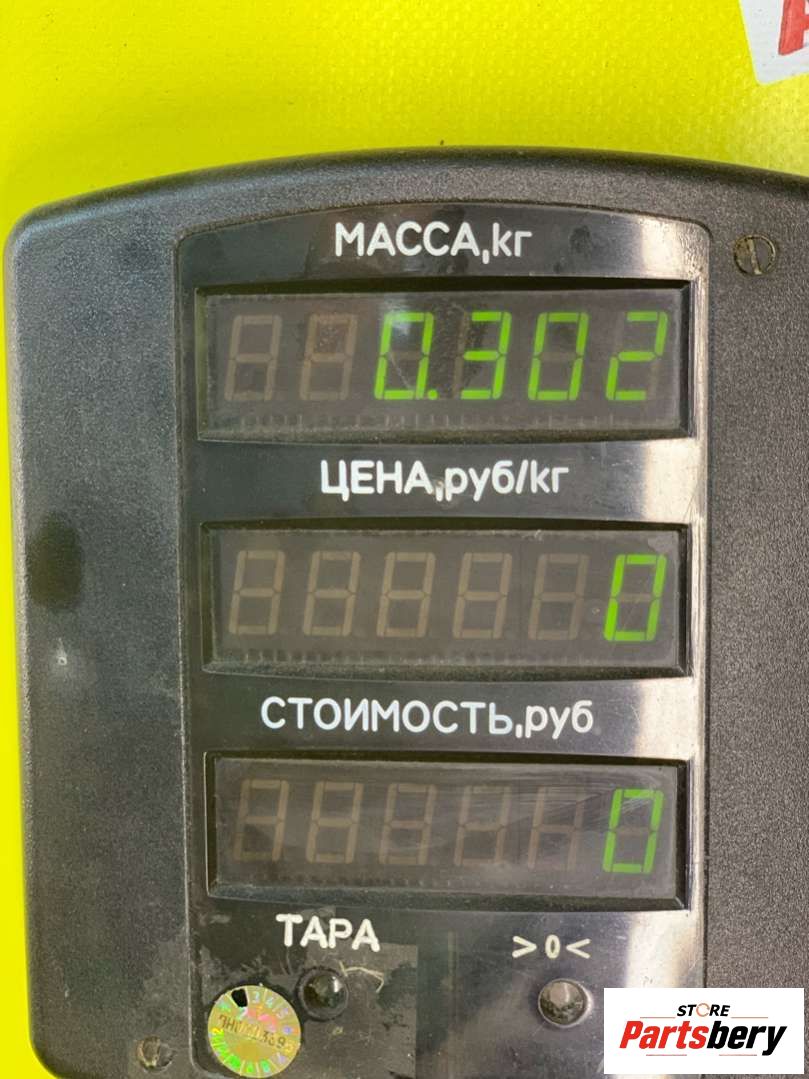 МАССА,кг
0.302
ЦЕНА,руб/кг
0
СТОИМОСТЬ,руб
0
ТАРА
>0<
STORE
Partsbery